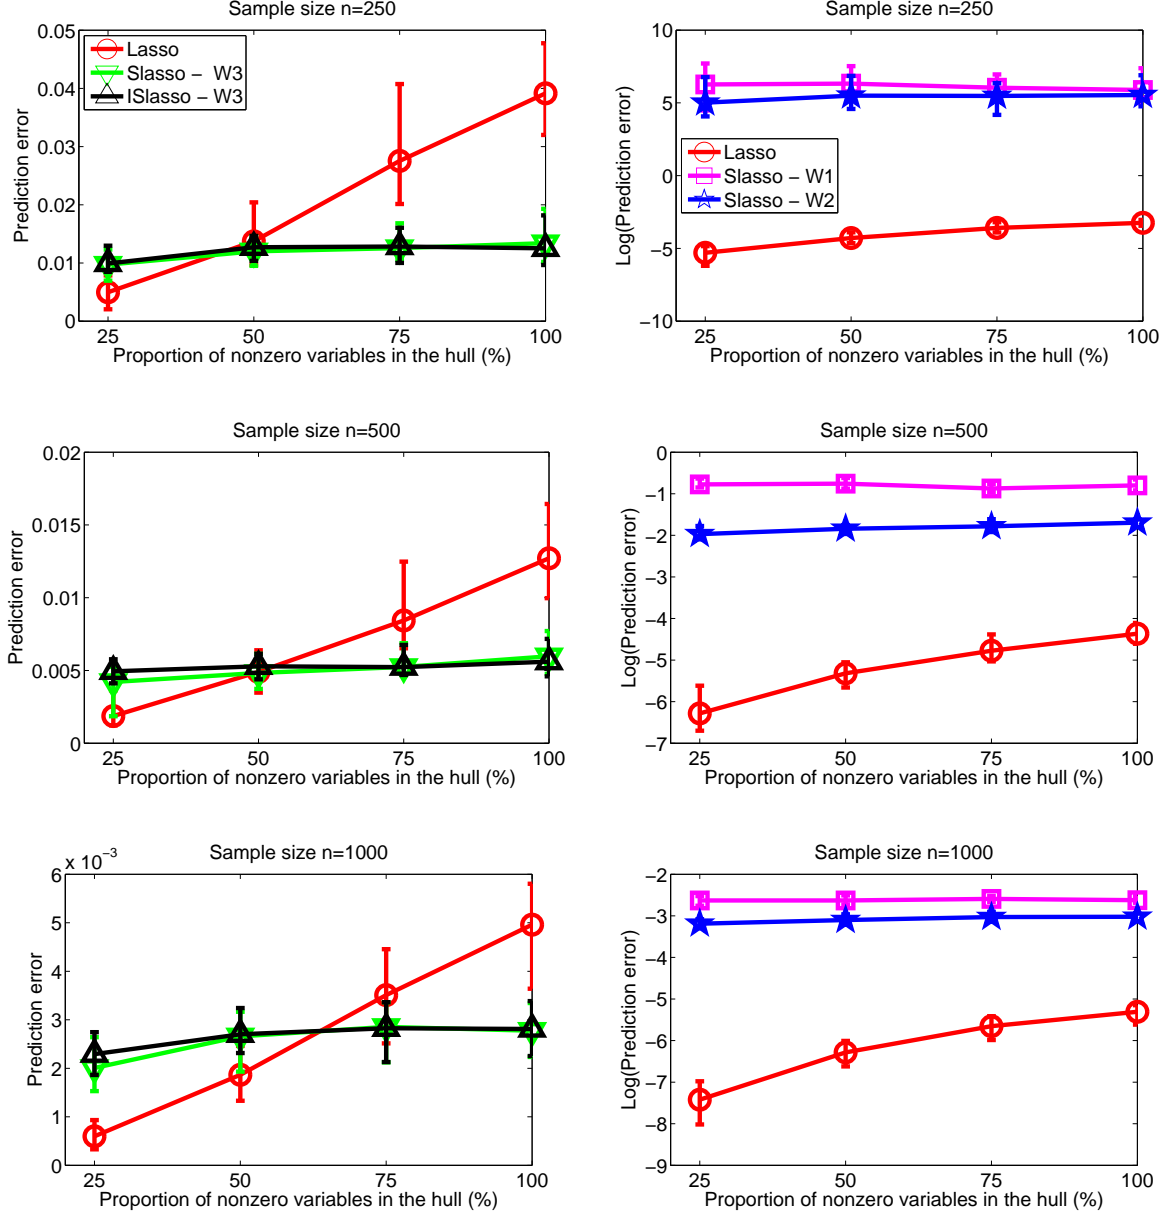 Sample size n=250
0.05
0.04
0.03
0.02
0.01
0
Prediction error
Lasso
Slasso − W3
ISlasso − W3
25 50 75 100
Proportion of nonzero variables in the hull (%)
Sample size n=250
10
5
0
−5
−10
Log(Prediction error)
Lasso
Slasso − W1
Slasso − W2
25 50 75 100
Proportion of nonzero variables in the hull (%)
Sample size n=500
0.02
0.015
0.01
0.005
0
Prediction error
25 50 75 100
Proportion of nonzero variables in the hull (%)
Sample size n=500
0
−1
−2
−3
−4
−5
−6
−7
Log(Prediction error)
25 50 75 100
Proportion of nonzero variables in the hull (%)
x 10⁻³
Sample size n=1000
6
5
4
3
2
1
0
Prediction error
25 50 75 100
Proportion of nonzero variables in the hull (%)
Sample size n=1000
−2
−3
−4
−5
−6
−7
−8
−9
Log(Prediction error)
25 50 75 100
Proportion of nonzero variables in the hull (%)